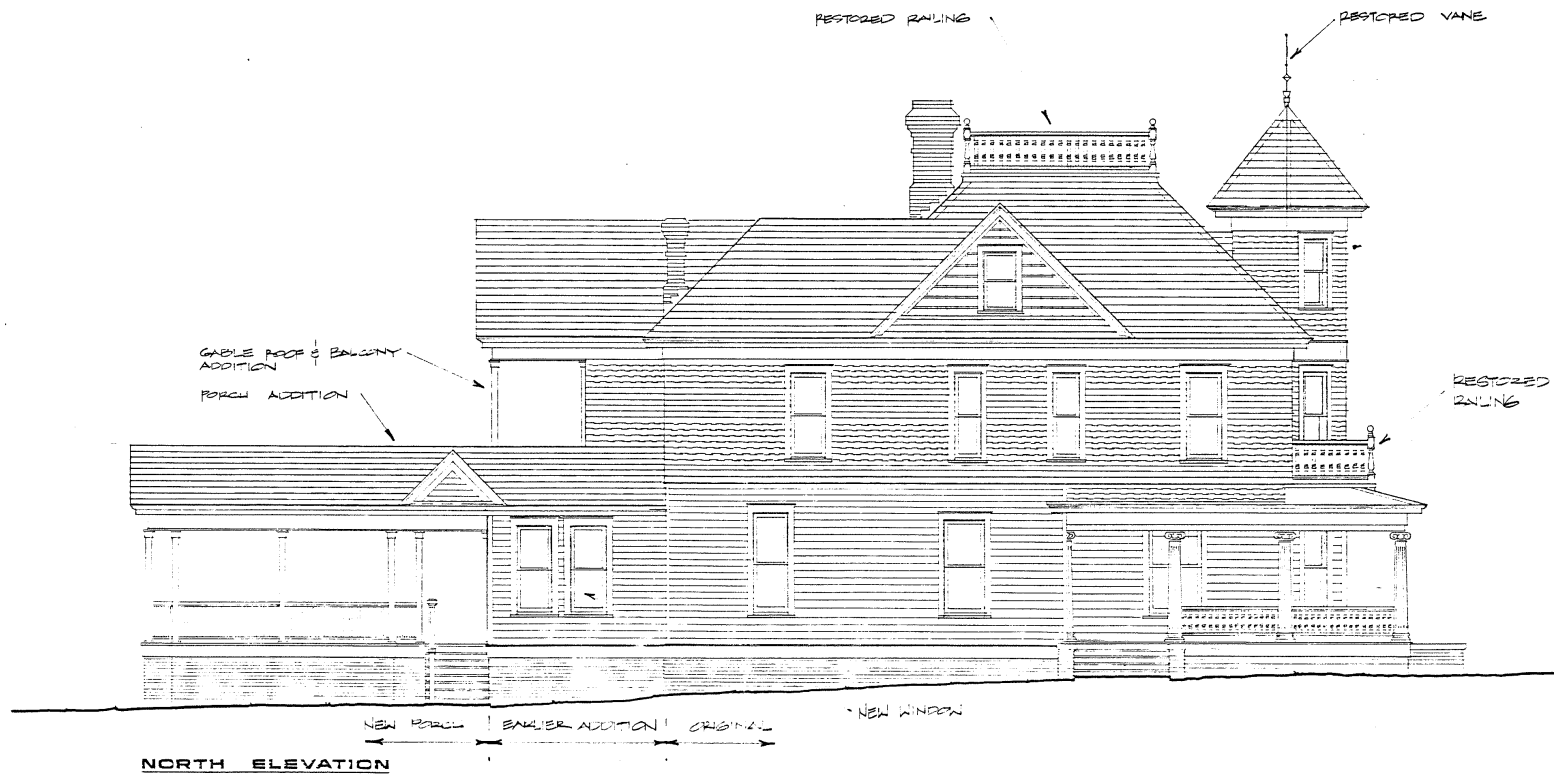 RESTORED RAILING
RESTORED VANE
GABLE ROOF & BALCONY
ADDITION
PORCH ADDITION
RESTORED
RAILING
NEW PORCH
EARLIER ADDITION
ORIGINAL
NEW WINDOW
NORTH ELEVATION